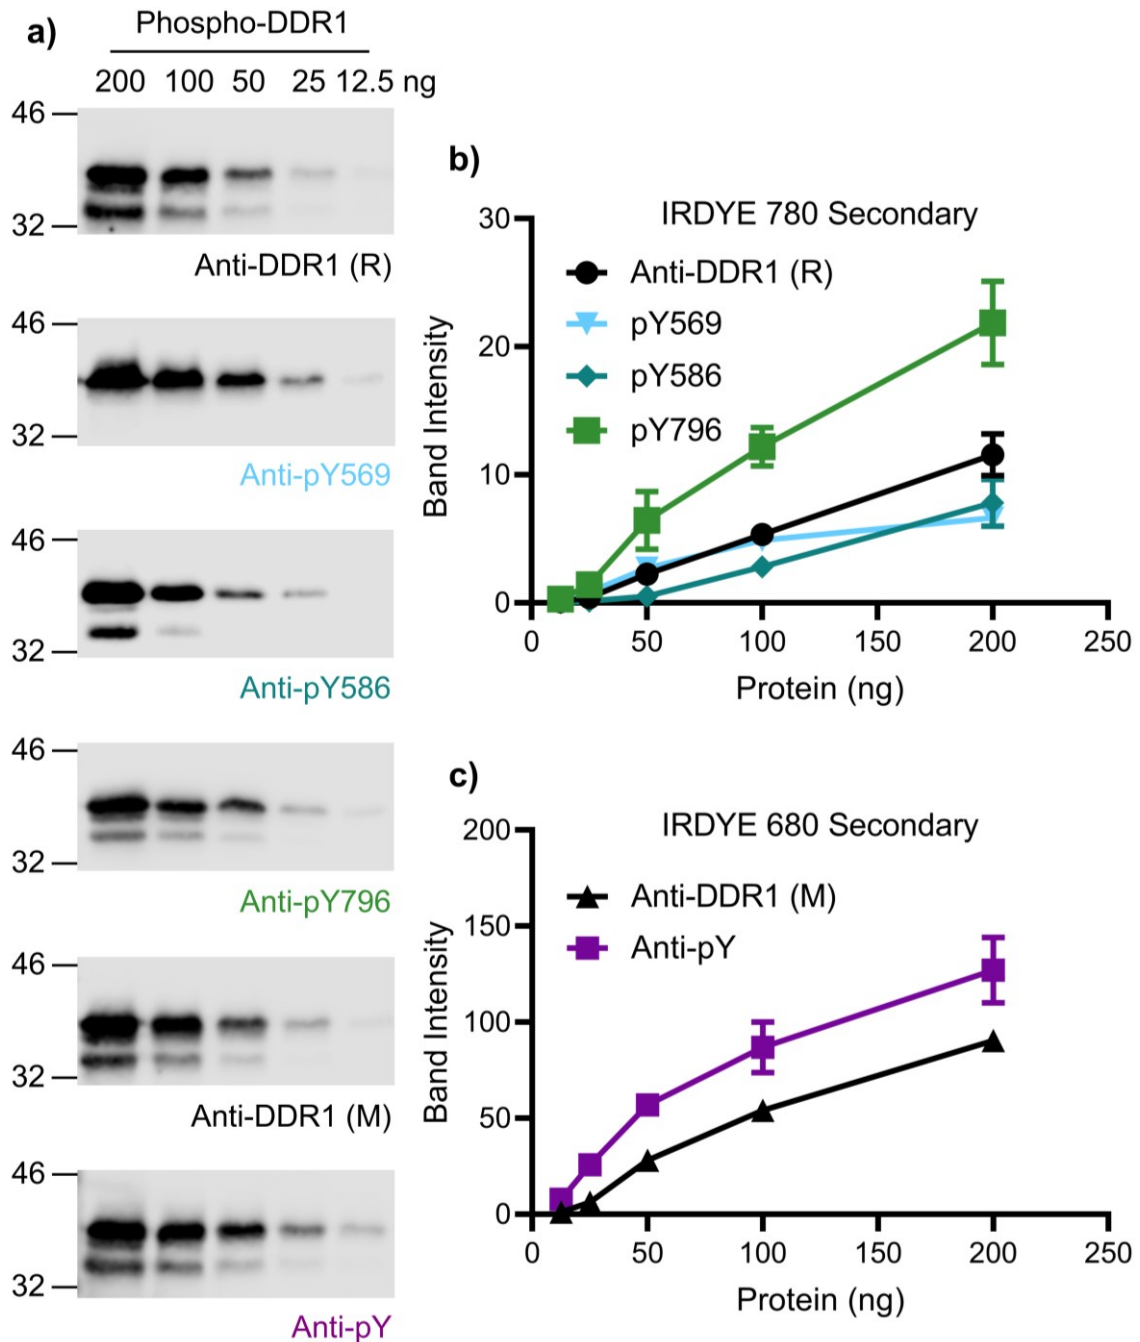 a)
Phospho-DDR1
200 100 50 25 12.5 ng
46
32
Anti-DDR1 (R)
46
32
Anti-pY569
46
32
Anti-pY586
46
32
Anti-pY796
46
32
Anti-DDR1 (M)
46
32
Anti-pY
b)
IRDYE 780 Secondary
Anti-DDR1 (R)
pY569
pY586
pY796
Band Intensity
30
20
10
0
0 50 100 150 200 250
Protein (ng)
c)
IRDYE 680 Secondary
Anti-DDR1 (M)
Anti-pY
Band Intensity
200
150
100
50
0
0 50 100 150 200 250
Protein (ng)